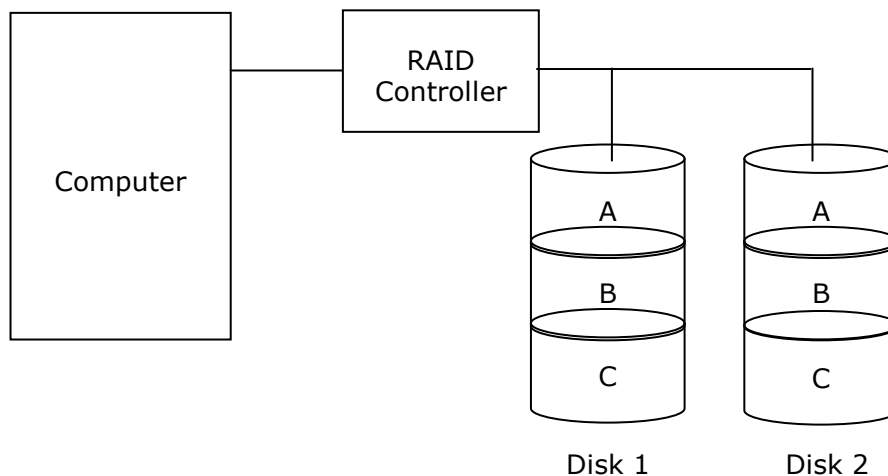 RAID
Controller
Computer
A
A
B
B
C
C
Disk 1
Disk 2